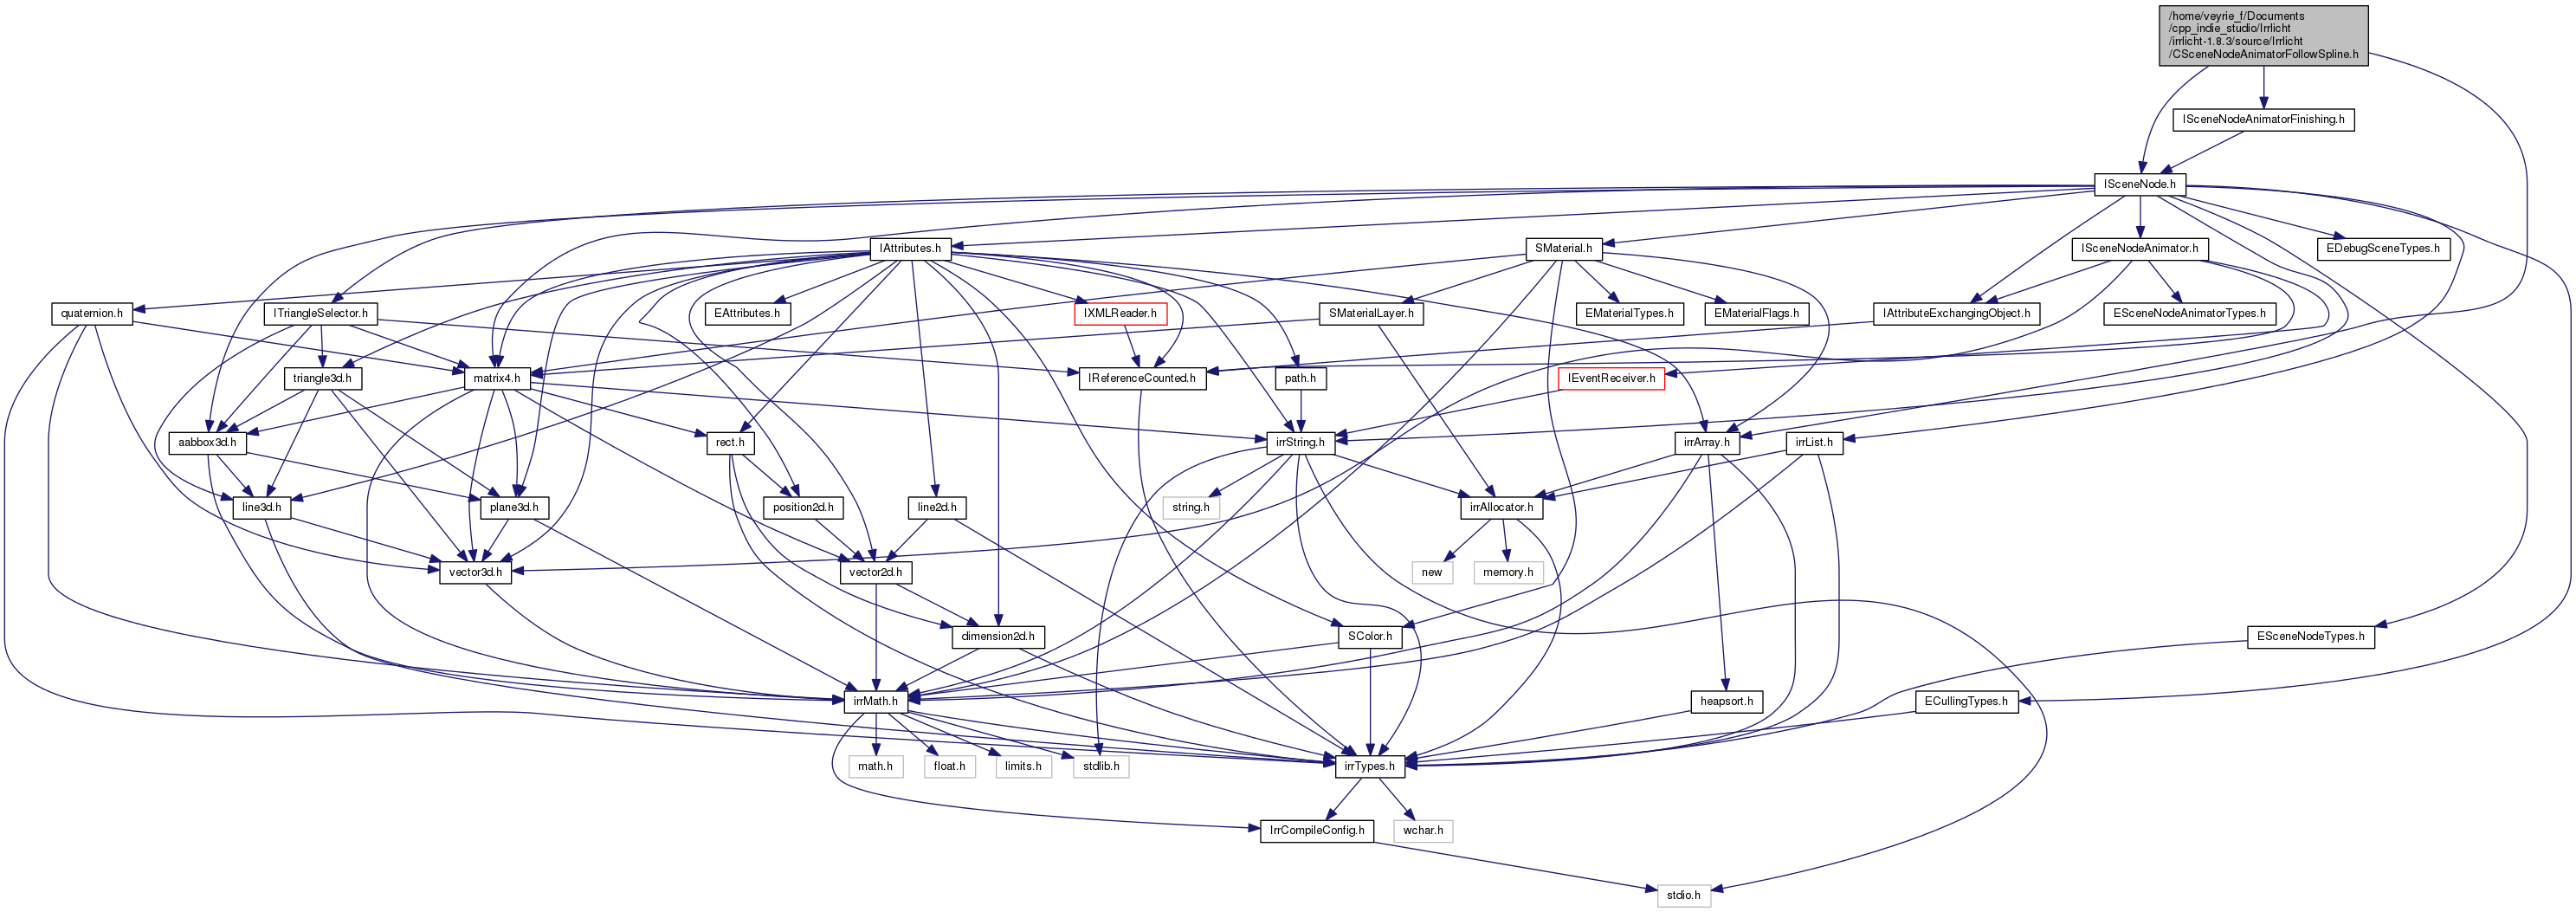 /home/veyrie_f/Documents
/cpp_indie_studio/Irrlicht
/irrlicht-1.8.3/source/Irrlicht
/CSceneNodeAnimatorFollowSpline.h
ISceneNodeAnimatorFinishing.h
ISceneNode.h
IAttributes.h
SMaterial.h
ISceneNodeAnimator.h
EDebugSceneTypes.h
quaternion.h
ITriangleSelector.h
EAttributes.h
IXMLReader.h
SMaterialLayer.h
EMaterialTypes.h
EMaterialFlags.h
IAttributeExchangingObject.h
ESceneNodeAnimatorTypes.h
triangle3d.h
matrix4.h
IReferenceCounted.h
path.h
IEventReceiver.h
aabbox3d.h
rect.h
irrString.h
irrArray.h
irrList.h
line3d.h
plane3d.h
position2d.h
line2d.h
string.h
irrAllocator.h
vector3d.h
vector2d.h
new
memory.h
dimension2d.h
SColor.h
ESceneNodeTypes.h
irrMath.h
heapsort.h
ECullingTypes.h
math.h
float.h
limits.h
stdlib.h
irrTypes.h
IrrCompileConfig.h
wchar.h
stdio.h